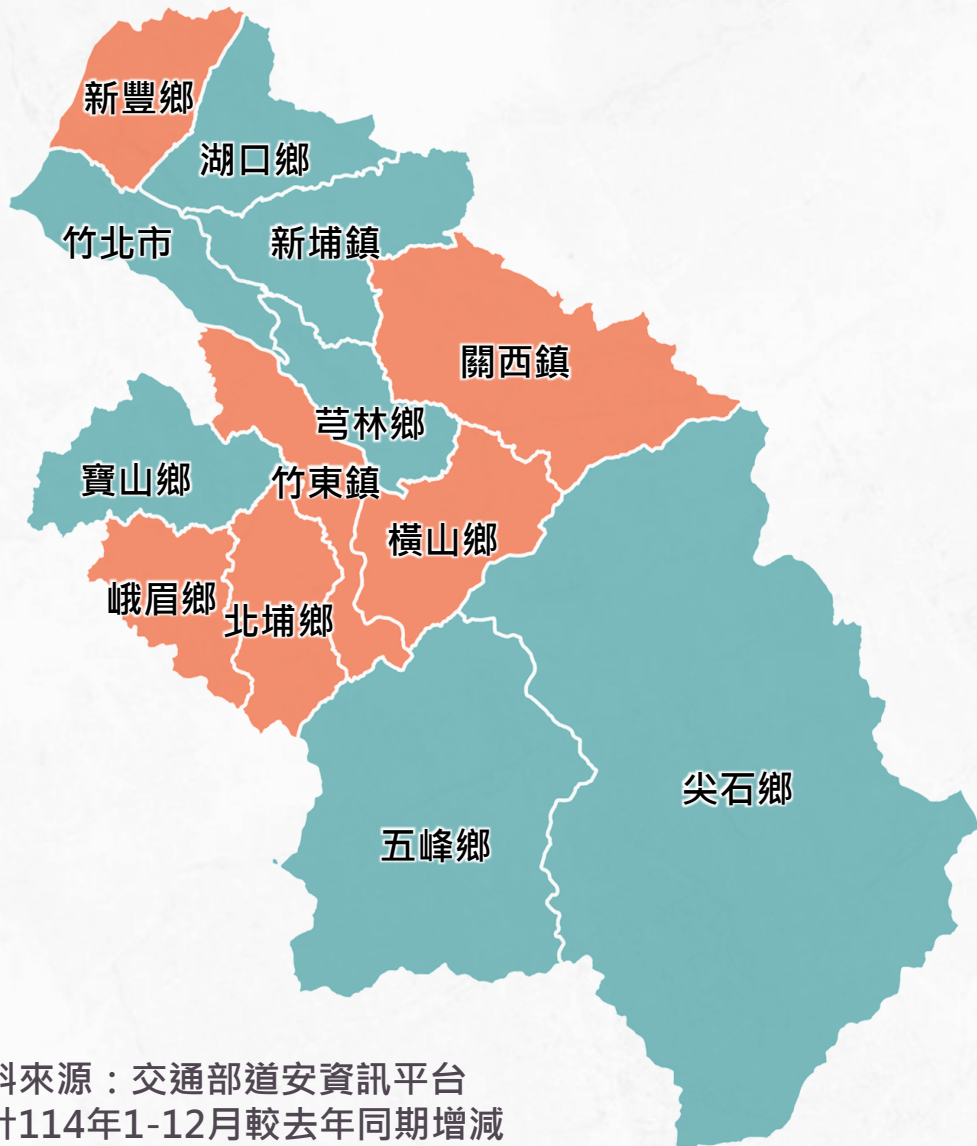 新豐鄉
湖口鄉
竹北市
新埔鎮
關西鎮
芎林鄉
寶山鄉
竹東鎮
橫山鄉
峨眉鄉
北埔鄉
尖石鄉
五峰鄉
料來源：交通部道安資訊平台
計114年1-12月較去年同期增減